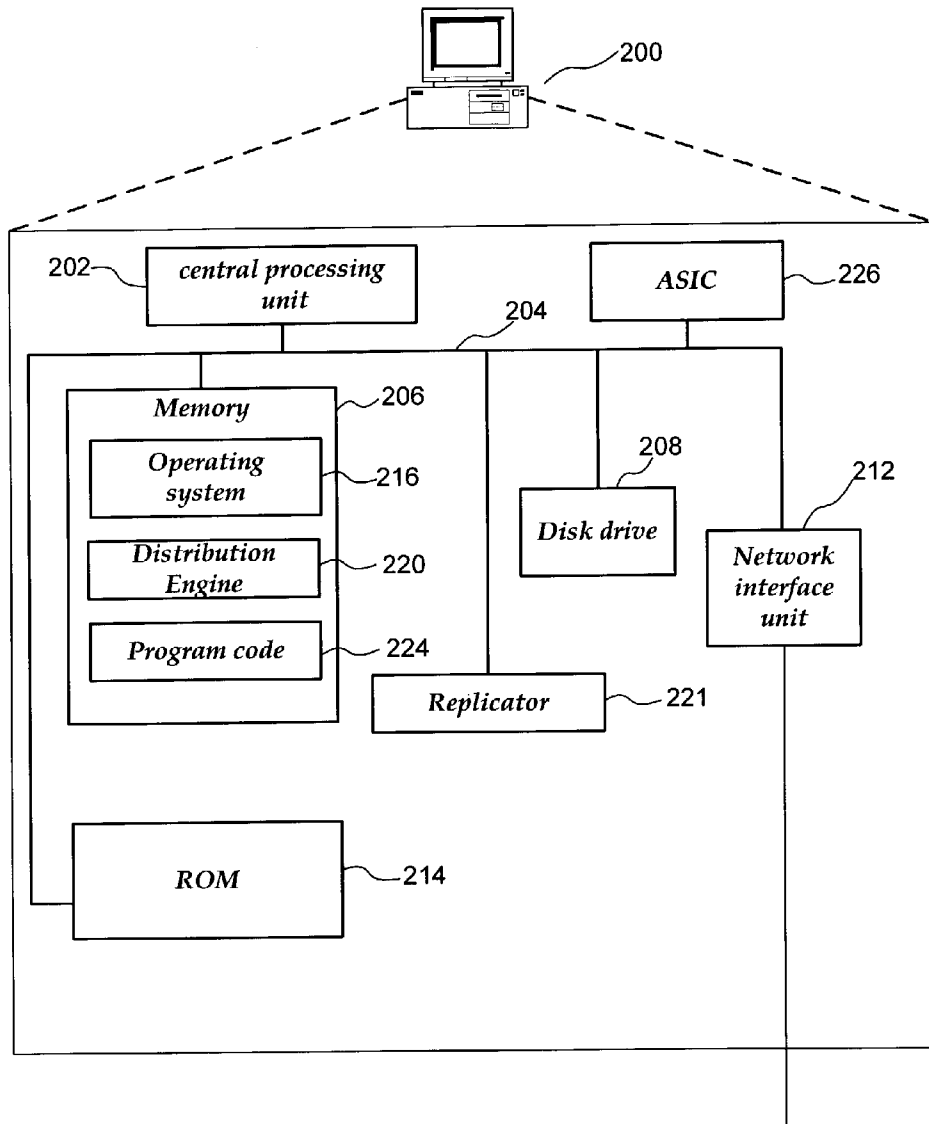 200
202
central processing
unit
ASIC
226
204
Memory
206
Operating
system
216
208
212
Disk drive
Distribution
Engine
220
Network
interface
unit
Program code
224
Replicator
221
ROM
214